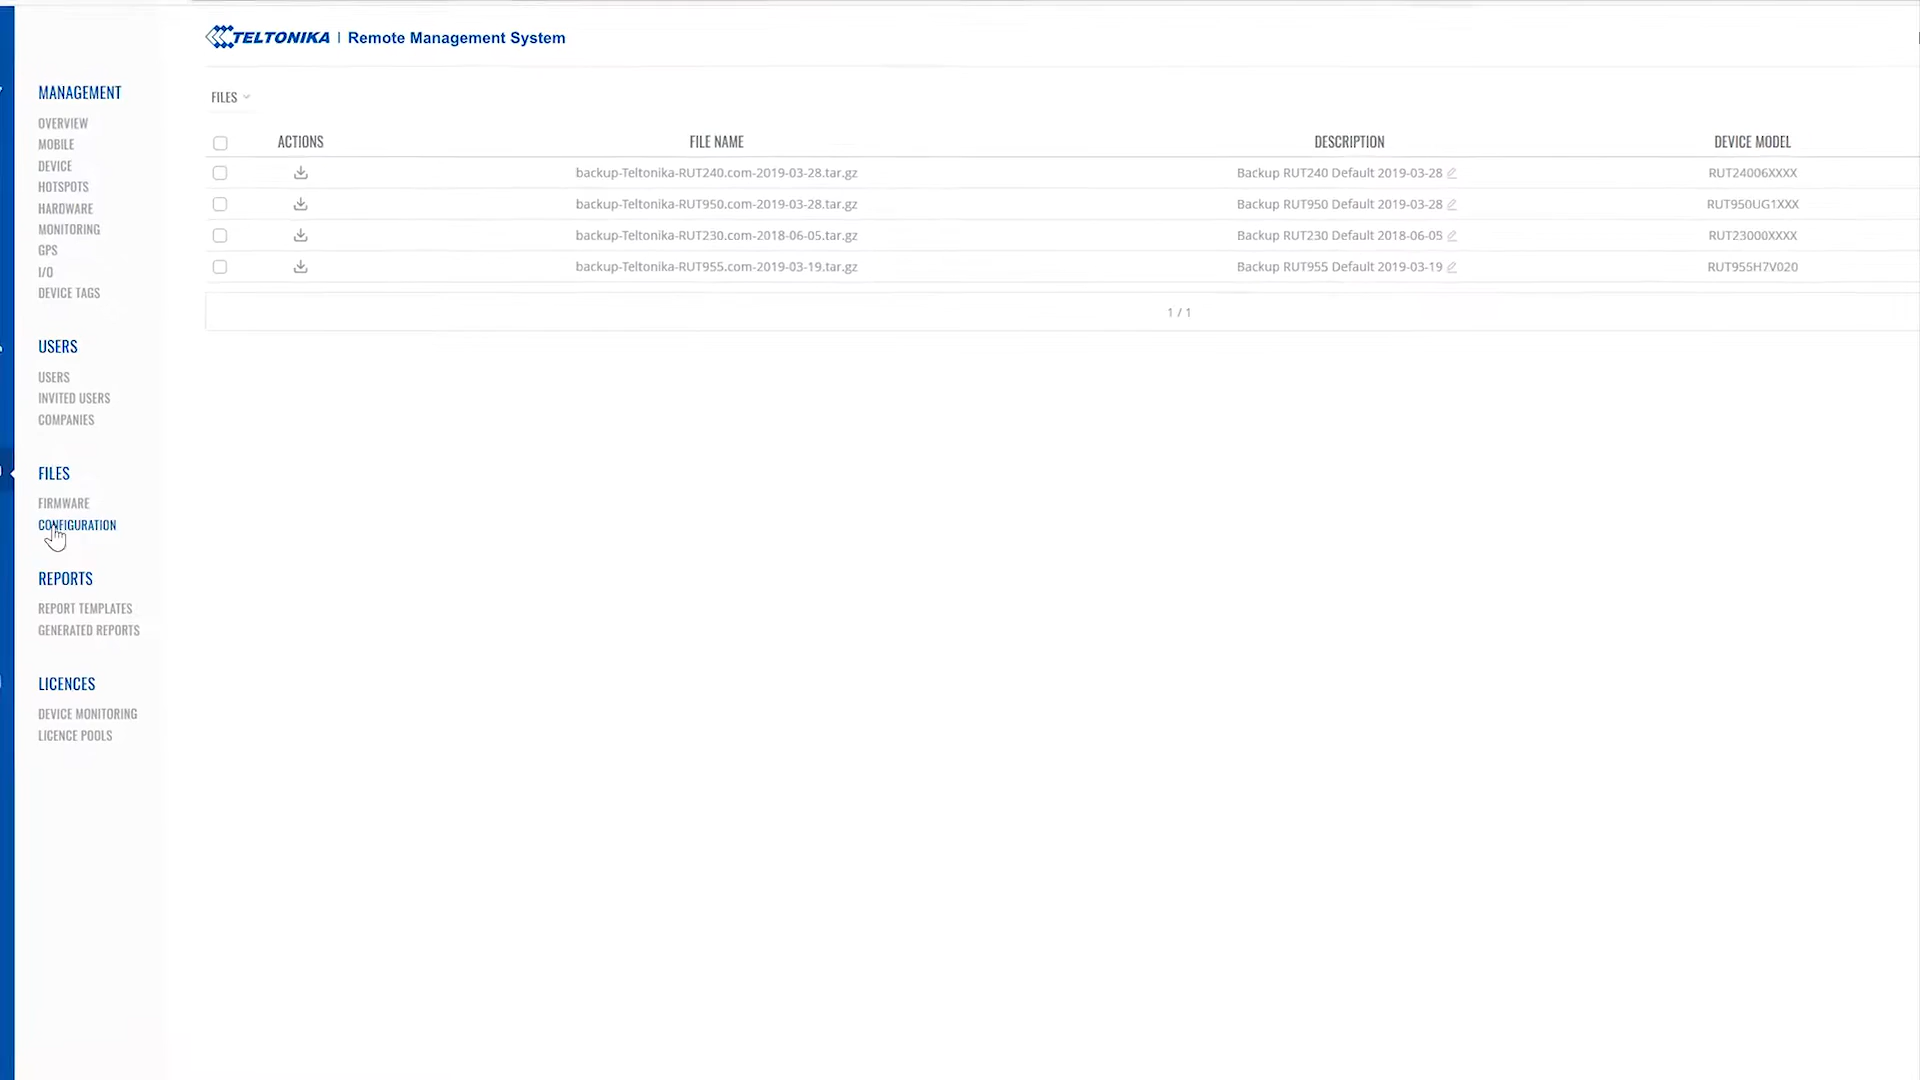 TELTONIKA | Remote Management System
MANAGEMENT
OVERVIEW
MOBILE
DEVICE
HOTSPOTS
HARDWARE
MONITORING
GPS
I/O
DEVICE TAGS
USERS
USERS
INVITED USERS
COMPANIES
FILES
FIRMWARE
CONFIGURATION
REPORTS
REPORT TEMPLATES
GENERATED REPORTS
LICENCES
DEVICE MONITORING
LICENCE POOLS
FILES
ACTIONS FILE NAME DESCRIPTION DEVICE MODEL
backup-Teltonika-RUT240.com-2019-03-28.tar.gz Backup RUT240 Default 2019-03-28 RUT24006XXXX
backup-Teltonika-RUT950.com-2019-03-28.tar.gz Backup RUT950 Default 2019-03-28 RUT950UG1XXX
backup-Teltonika-RUT230.com-2018-06-05.tar.gz Backup RUT230 Default 2018-06-05 RUT23000XXXX
backup-Teltonika-RUT955.com-2019-03-19.tar.gz Backup RUT955 Default 2019-03-19 RUT955H7V020
1 / 1